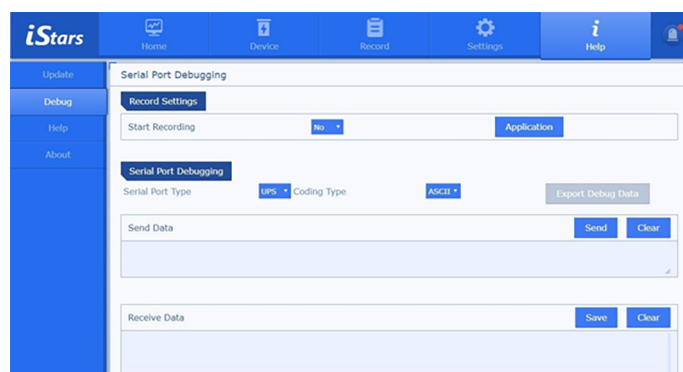 iStars
Home
Device
Record
Settings
Help
Update
Debug
Help
About
Serial Port Debugging
Record Settings
Start Recording No Application
Serial Port Debugging
Serial Port Type UPS Coding Type ASCII Export Debug Data
Send Data Send Clear
Receive Data Save Clear